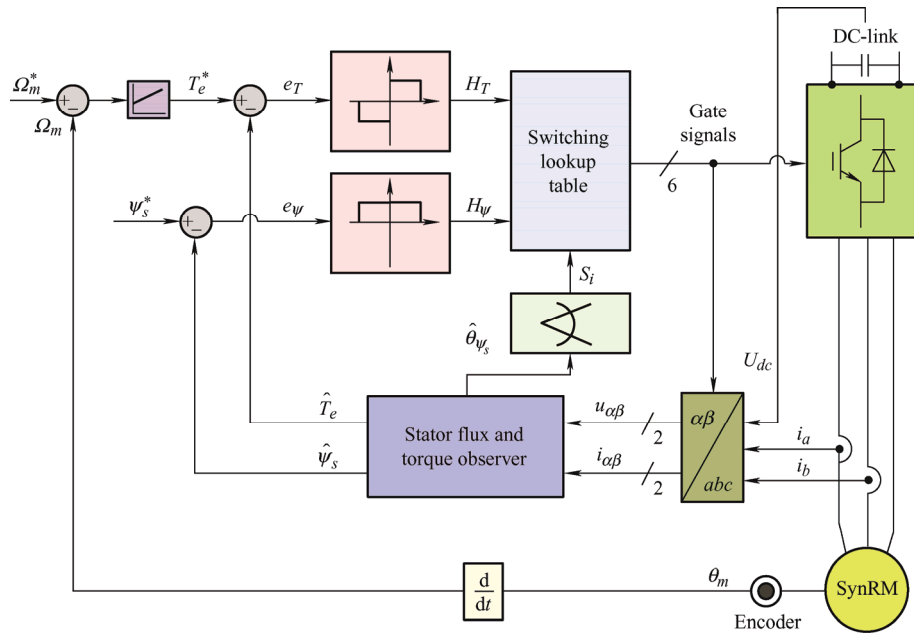 DC-link
Ω*m
+
−
T*e
+
−
eT
HT
Ωm
Switching
lookup
table
Gate
signals
6
ψ*s
+
−
eψ
Hψ
Si
θ̂ψs
Udc
T̂e
Stator flux and
torque observer
uαβ
2
αβ
ia
ψ̂s
iαβ
2
abc
ib
d
dt
θm
Encoder
SynRM